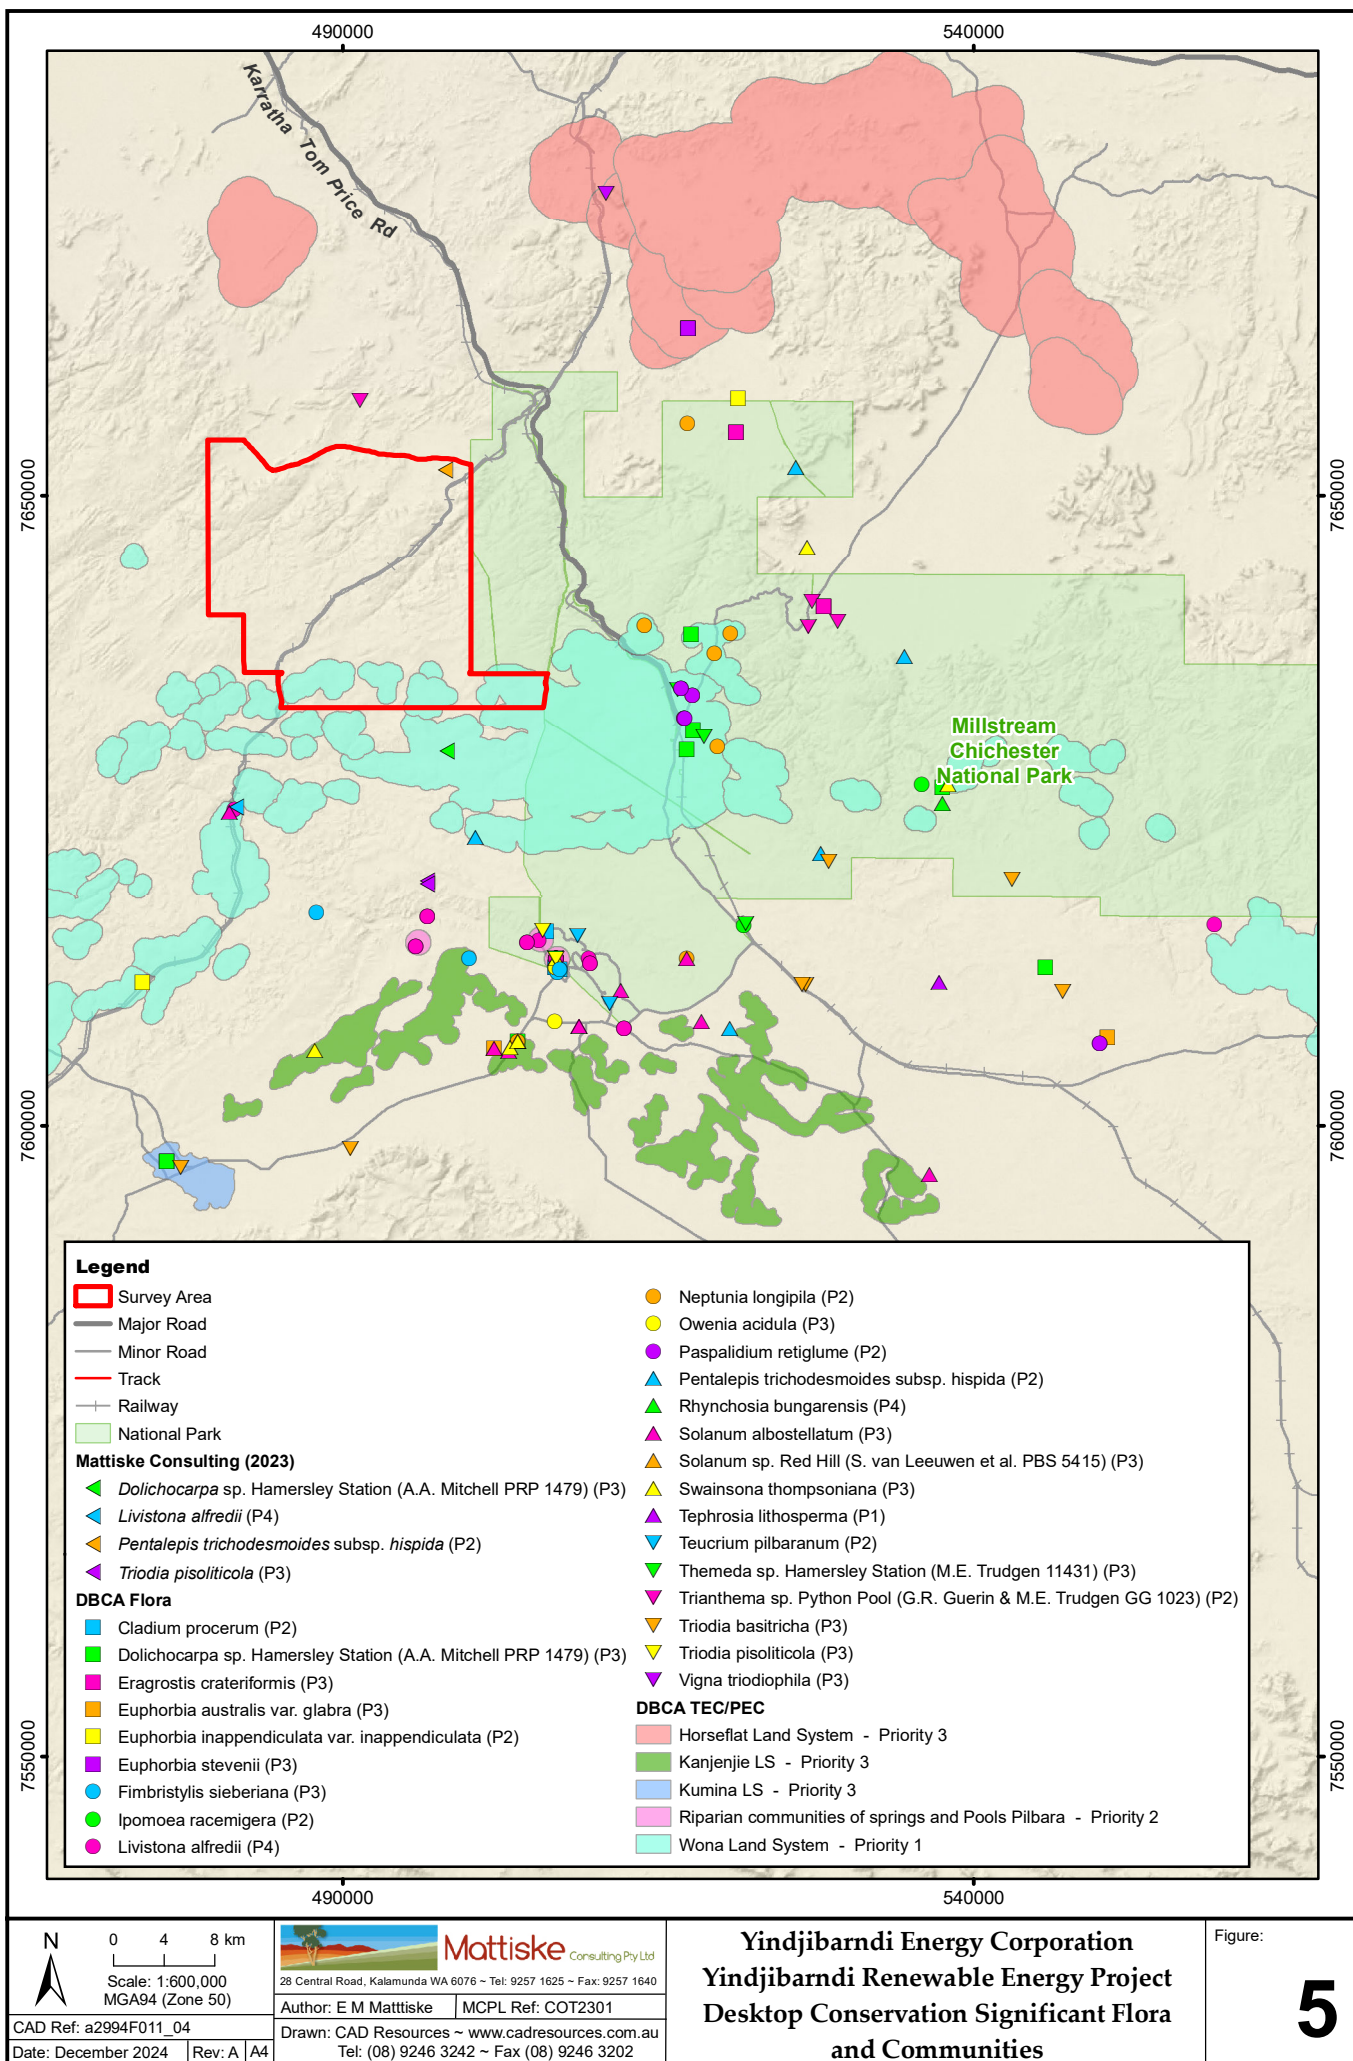 490000
540000
Karratha Tom Price Rd
7650000
7650000
Millstream
Chichester
National Park
7600000
7600000
7550000
7550000
Legend
Survey Area
Major Road
Minor Road
Track
Railway
National Park
Mattiske Consulting (2023)
Dolichocarpa sp. Hamersley Station (A.A. Mitchell PRP 1479) (P3)
Livistona alfredii (P4)
Pentalepis trichodesmoides subsp. hispida (P2)
Triodia pisoliticola (P3)
DBCA Flora
Cladium procerum (P2)
Dolichocarpa sp. Hamersley Station (A.A. Mitchell PRP 1479) (P3)
Eragrostis crateriformis (P3)
Euphorbia australis var. glabra (P3)
Euphorbia inappendiculata var. inappendiculata (P2)
Euphorbia stevenii (P3)
Fimbristylis sieberiana (P3)
Ipomoea racemigera (P2)
Livistona alfredii (P4)
Neptunia longipila (P2)
Owenia acidula (P3)
Paspalidium retiglume (P2)
Pentalepis trichodesmoides subsp. hispida (P2)
Rhynchosia bungarensis (P4)
Solanum albostellatum (P3)
Solanum sp. Red Hill (S. van Leeuwen et al. PBS 5415) (P3)
Swainsona thompsoniana (P3)
Tephrosia lithosperma (P1)
Teucrium pilbaranum (P2)
Themeda sp. Hamersley Station (M.E. Trudgen 11431) (P3)
Trianthema sp. Python Pool (G.R. Guerin & M.E. Trudgen GG 1023) (P2)
Triodia basitricha (P3)
Triodia pisoliticola (P3)
Vigna triodiophila (P3)
DBCA TEC/PEC
Horseflat Land System - Priority 3
Kanjenjie LS - Priority 3
Kumina LS - Priority 3
Riparian communities of springs and Pools Pilbara - Priority 2
Wona Land System - Priority 1
490000
540000
N
0 4 8 km
Scale: 1:600,000
MGA94 (Zone 50)
CAD Ref: a2994F011_04
Date: December 2024 Rev: A A4
Mattiske Consulting Pty Ltd
28 Central Road, Kalamunda WA 6076 ~ Tel: 9257 1625 ~ Fax: 9257 1640
Author: E M Matttiske MCPL Ref: COT2301
Drawn: CAD Resources ~ www.cadresources.com.au
Tel: (08) 9246 3242 ~ Fax (08) 9246 3202
Yindjibarndi Energy Corporation
Yindjibarndi Renewable Energy Project
Desktop Conservation Significant Flora
and Communities
Figure:
5